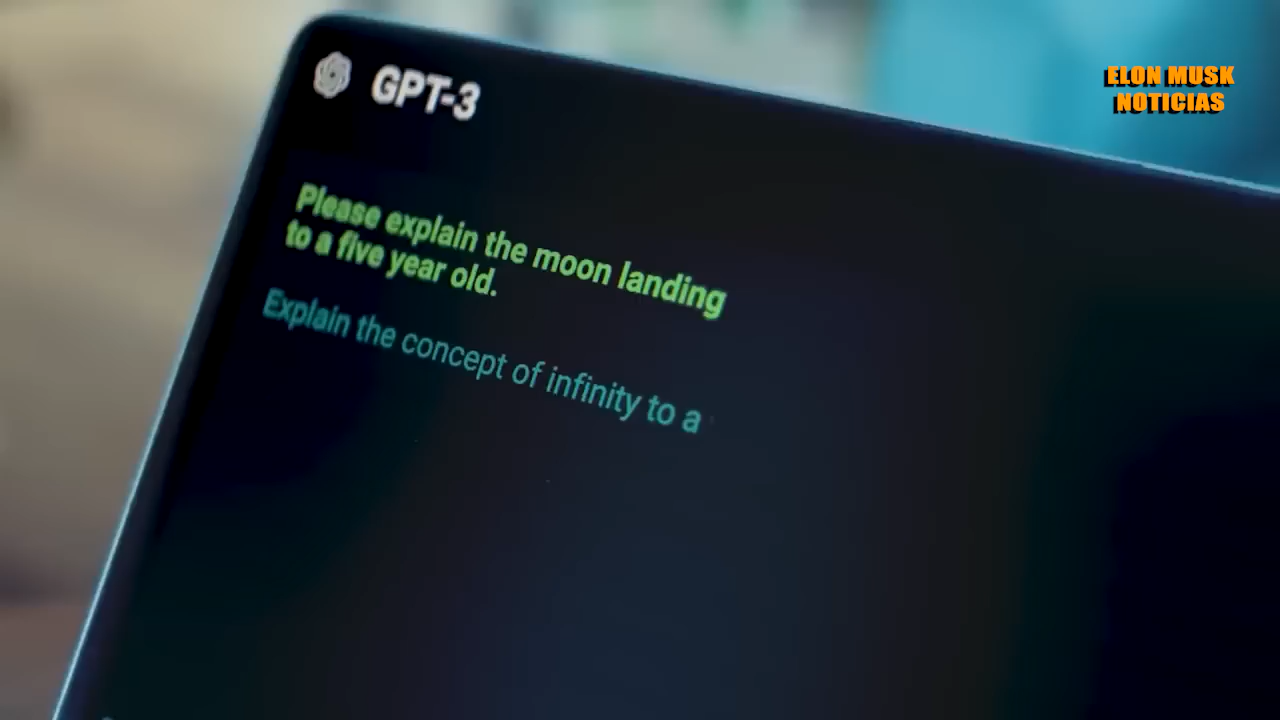 GPT-3
ELON MUSK
NOTICIAS
Please explain the moon landing
to a five year old.
Explain the concept of infinity to a